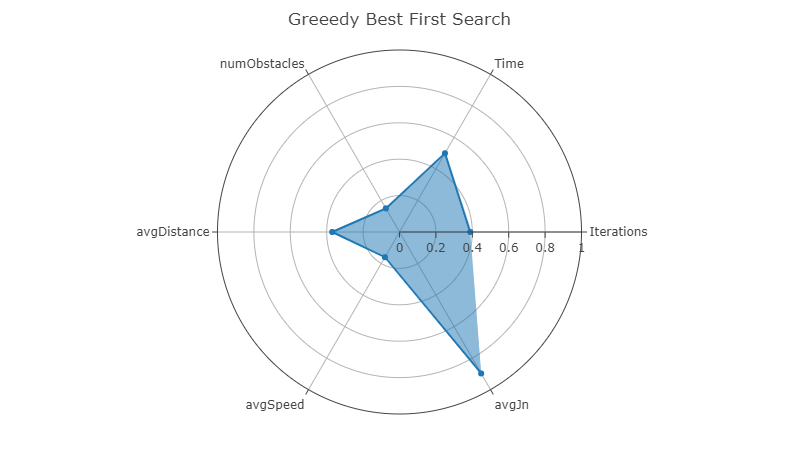 Greeedy Best First Search
numObstacles
Time
avgDistance
Iterations
0
0.2
0.4
0.6
0.8
1
avgSpeed
avgJn